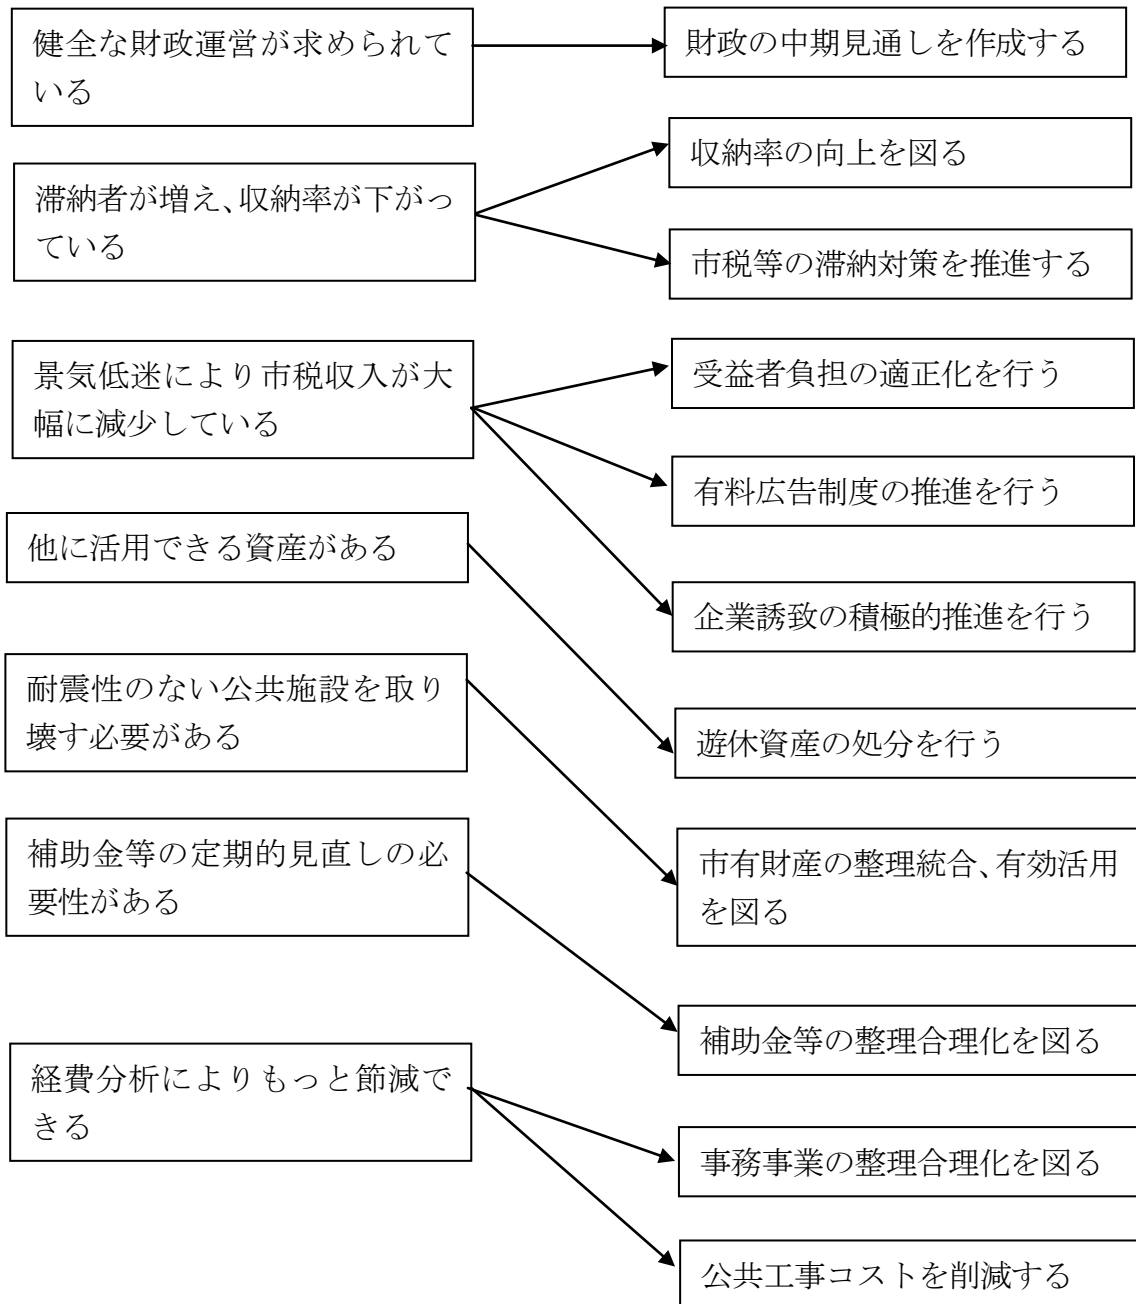 健全な財政運営が求められて
いる
財政の中期見通しを作成する
滞納者が増え、収納率が下がっ
ている
収納率の向上を図る
市税等の滞納対策を推進する
景気低迷により市税収入が大
幅に減少している
受益者負担の適正化を行う
有料広告制度の推進を行う
企業誘致の積極的推進を行う
他に活用できる資産がある
遊休資産の処分を行う
耐震性のない公共施設を取り
壊す必要がある
市有財産の整理統合、有効活用
を図る
補助金等の定期的見直しの必
要性がある
補助金等の整理合理化を図る
経費分析によりもっと節減で
きる
事務事業の整理合理化を図る
公共工事コストを削減する